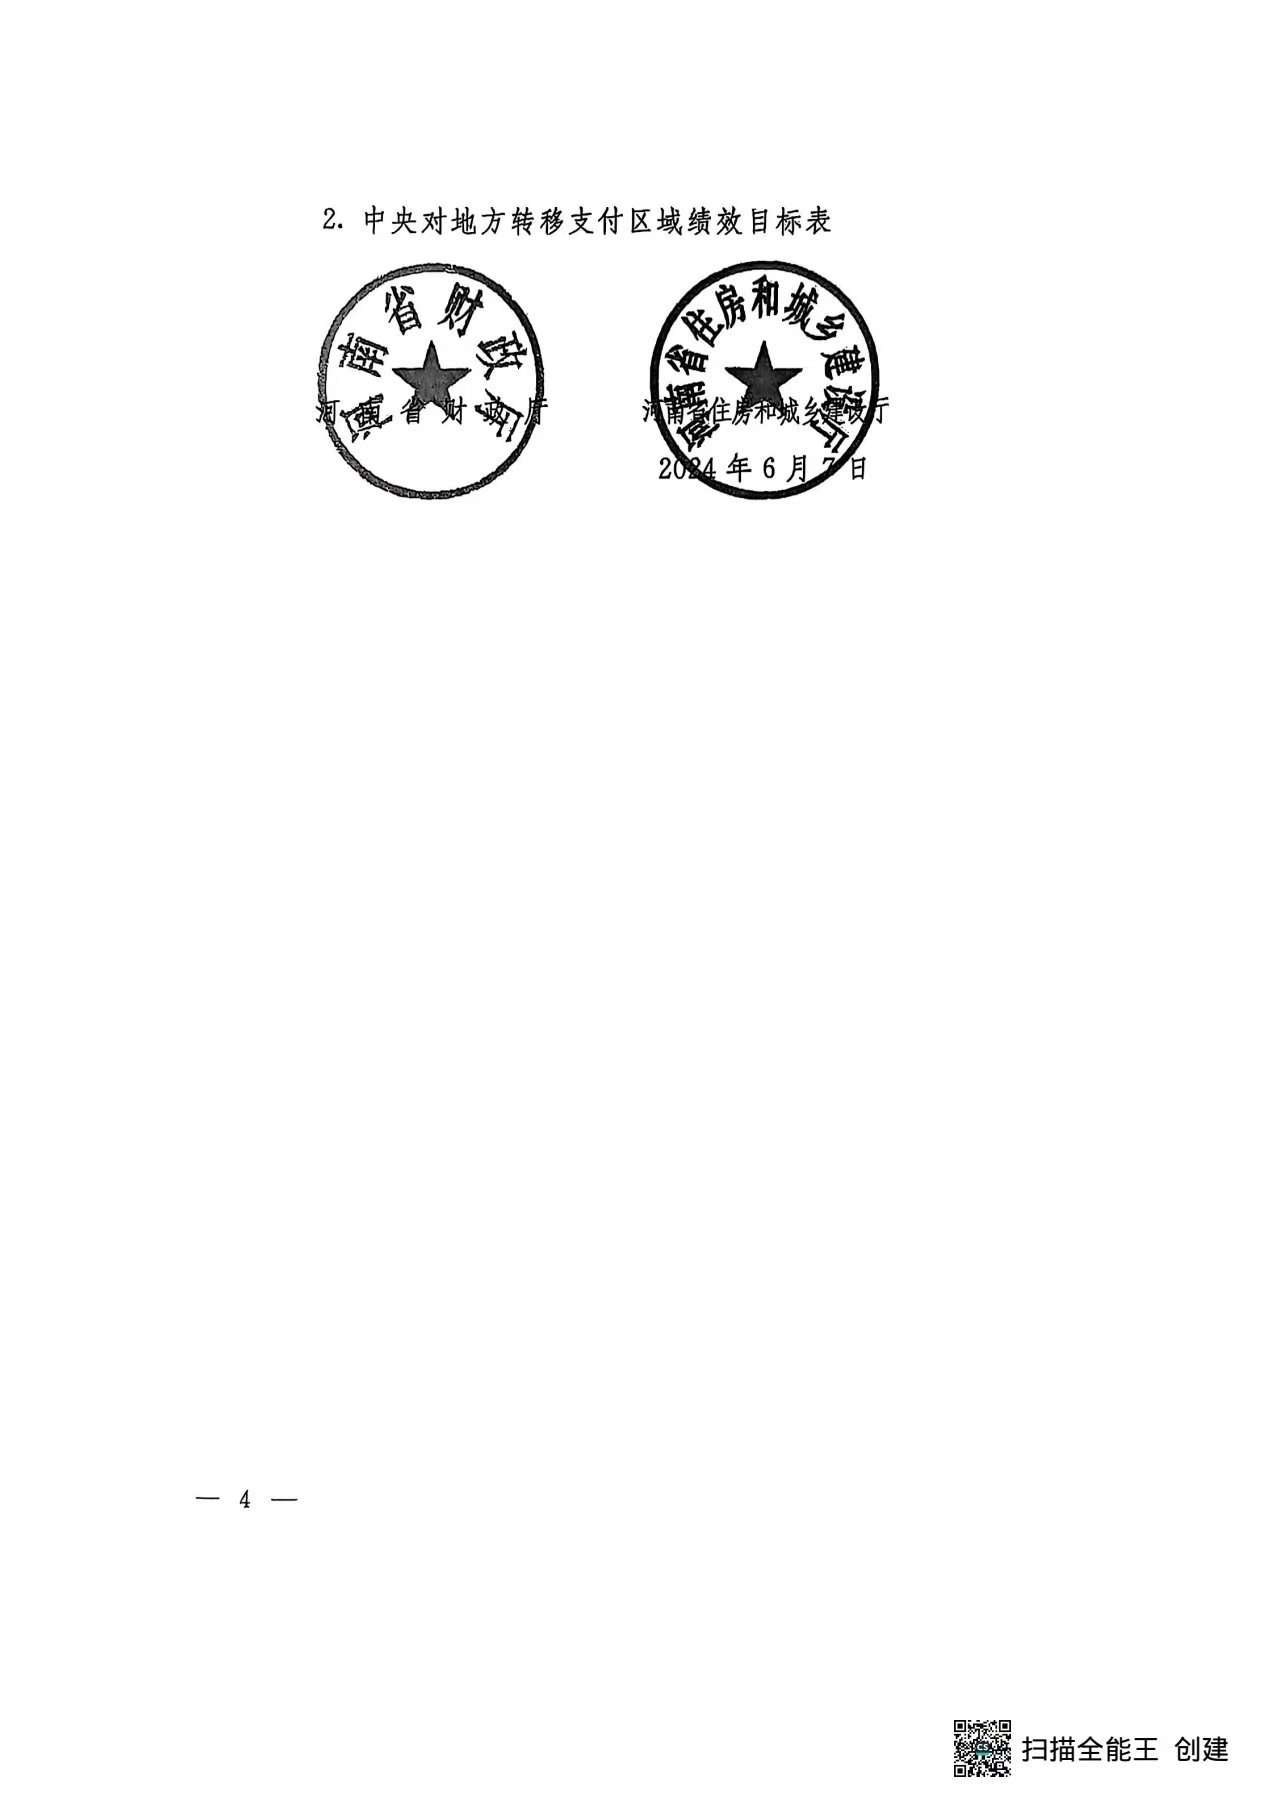 2. 中央对地方转移支付区域绩效目标表
河南省财政厅
河南省住房和城乡建设厅
河南省财政厅 河南省住房和城乡建设厅
2024年6月7日
— 4 —
扫描全能王 创建